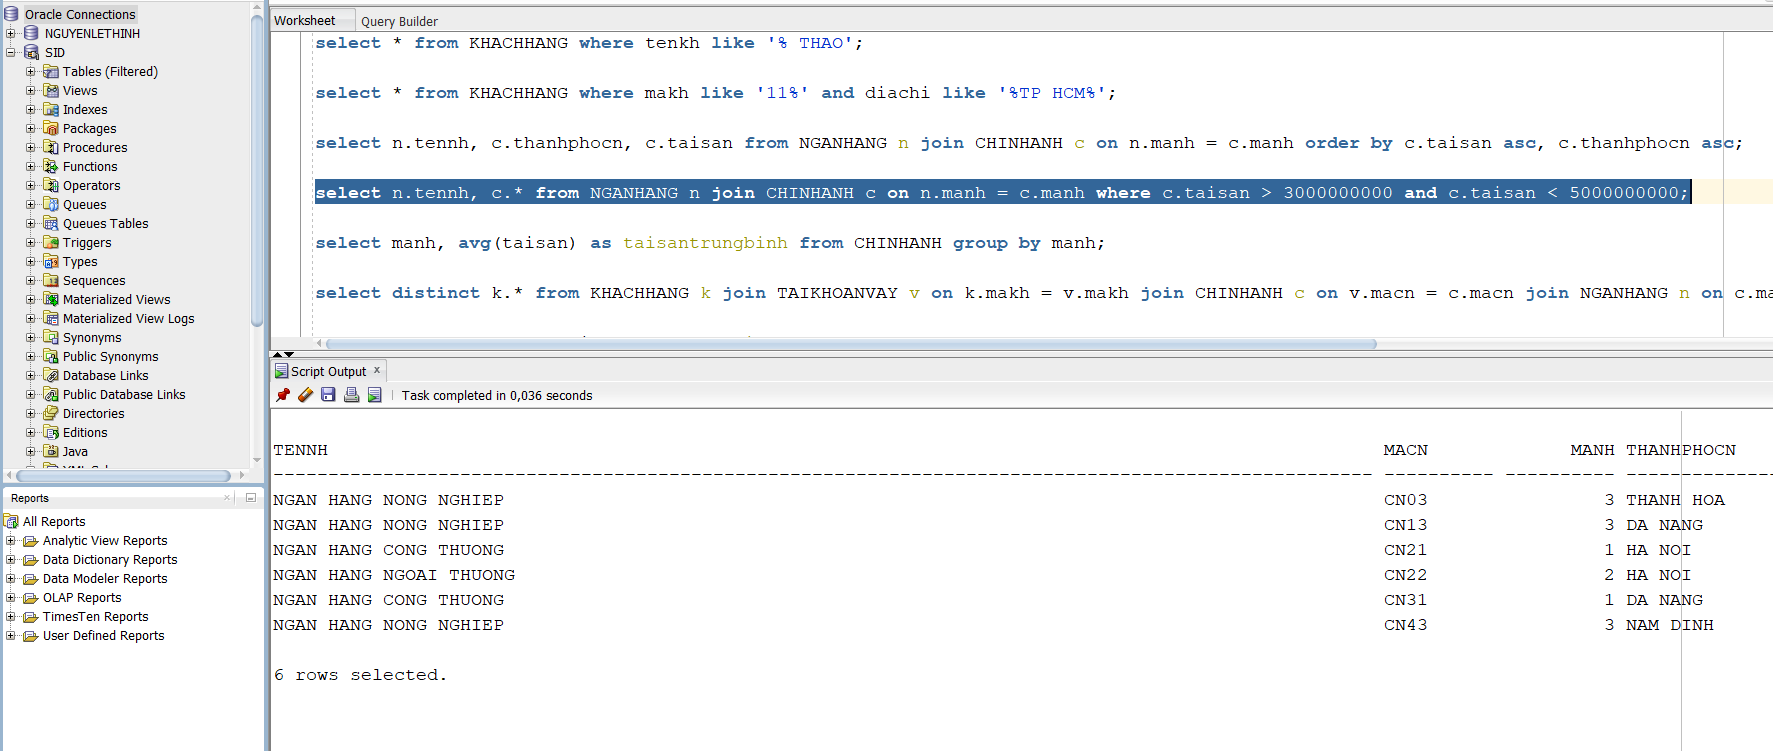 Oracle Connections
NGUYENLETHINH
SID
Tables (Filtered)
Views
Indexes
Packages
Procedures
Functions
Operators
Queues
Queues Tables
Triggers
Types
Sequences
Materialized Views
Materialized View Logs
Synonyms
Public Synonyms
Database Links
Public Database Links
Directories
Editions
Java
Reports
All Reports
Analytic View Reports
Data Dictionary Reports
Data Modeler Reports
OLAP Reports
TimesTen Reports
User Defined Reports
Worksheet Query Builder
select * from KHACHHANG where tenkh like '% THAO';
select * from KHACHHANG where makh like '11%' and diachi like '%TP HCM%';
select n.tennh, c.thanhphocn, c.taisan from NGANHANG n join CHINHANH c on n.manh = c.manh order by c.taisan asc, c.thanhphocn asc;
select n.tennh, c.* from NGANHANG n join CHINHANH c on n.manh = c.manh where c.taisan > 3000000000 and c.taisan < 5000000000;
select manh, avg(taisan) as taisantrungbinh from CHINHANH group by manh;
select distinct k.* from KHACHHANG k join TAIKHOANVAY v on k.makh = v.makh join CHINHANH c on v.macn = c.macn join NGANHANG n on c.ma
Script Output x
Task completed in 0,036 seconds
TENNH MACN MANH THANHPHOCN
NGAN HANG NONG NGHIEP CN03 3 THANH HOA
NGAN HANG NONG NGHIEP CN13 3 DA NANG
NGAN HANG CONG THUONG CN21 1 HA NOI
NGAN HANG NGOAI THUONG CN22 2 HA NOI
NGAN HANG CONG THUONG CN31 1 DA NANG
NGAN HANG NONG NGHIEP CN43 3 NAM DINH
6 rows selected.